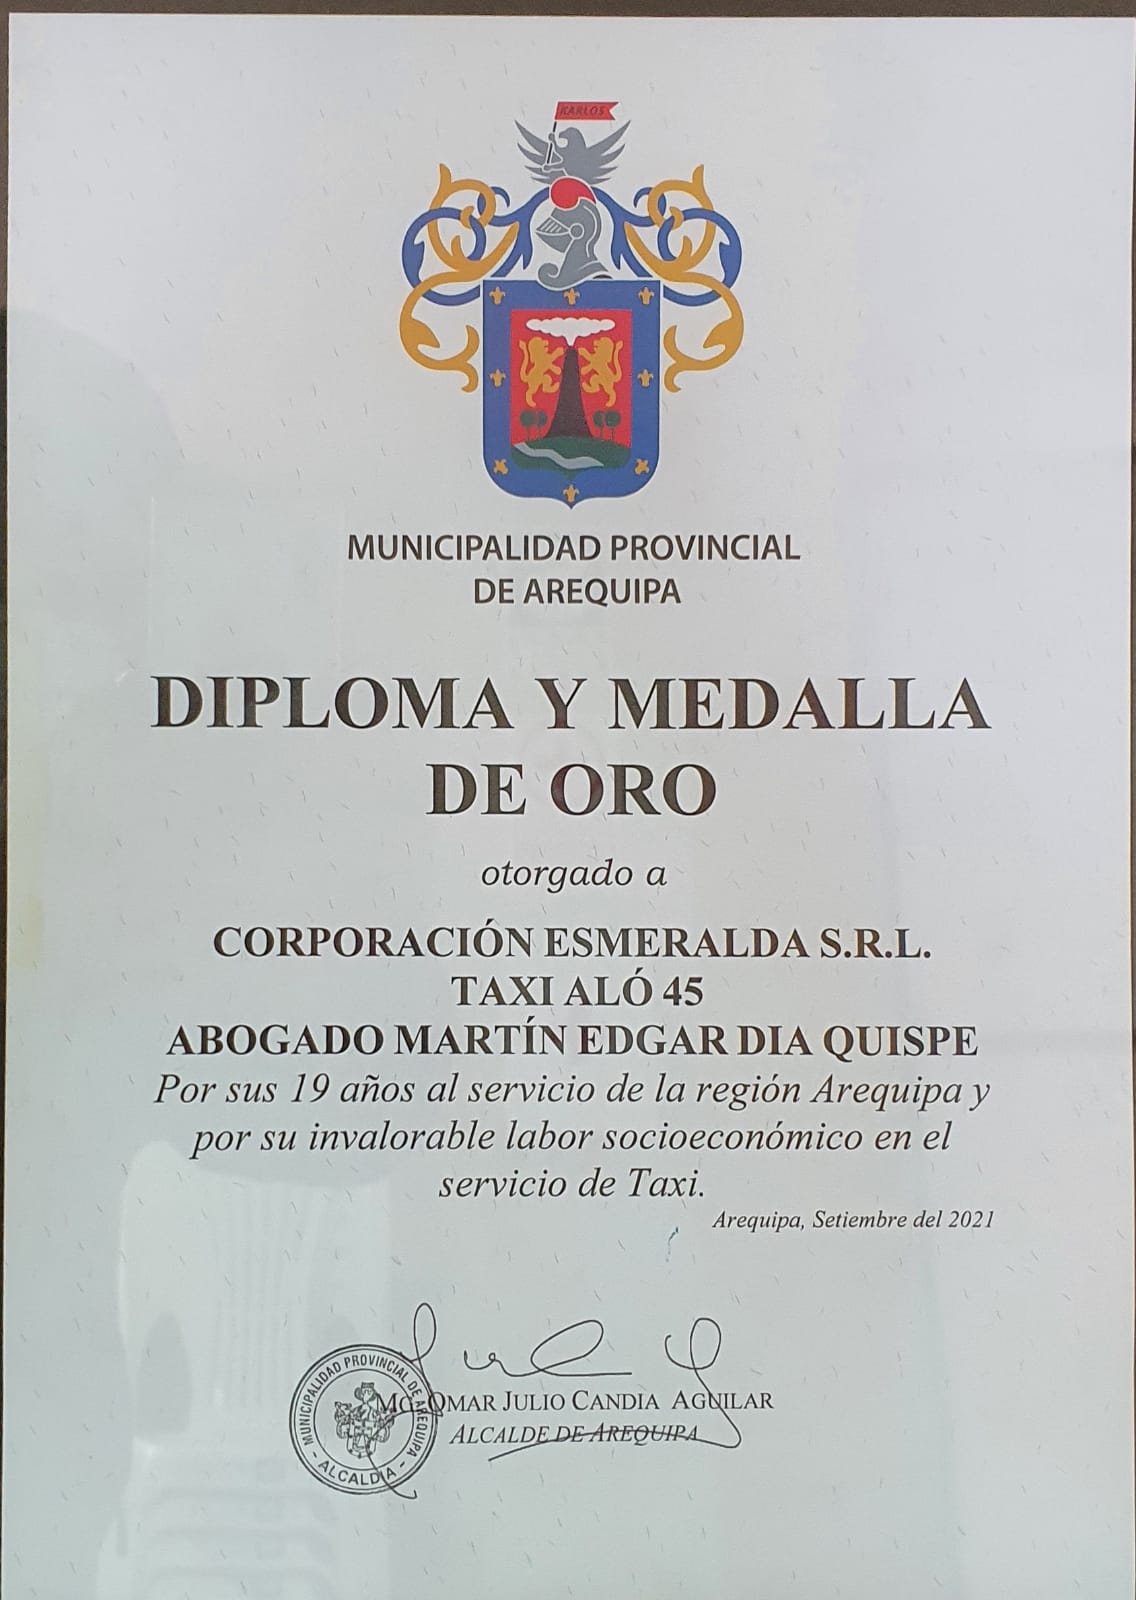 KARLOS
MUNICIPALIDAD PROVINCIAL
DE AREQUIPA
DIPLOMA Y MEDALLA
DE ORO
otorgado a
CORPORACIÓN ESMERALDA S.R.L.
TAXI ALÓ 45
ABOGADO MARTÍN EDGAR DIA QUISPE
Por sus 19 años al servicio de la región Arequipa y
por su invalorable labor socioeconómico en el
servicio de Taxi.
Arequipa, Setiembre del 2021
MUNICIPALIDAD PROVINCIAL DE AREQUIPA
- ALCALDIA -
MG. OMAR JULIO CANDIA AGUILAR
ALCALDE DE AREQUIPA